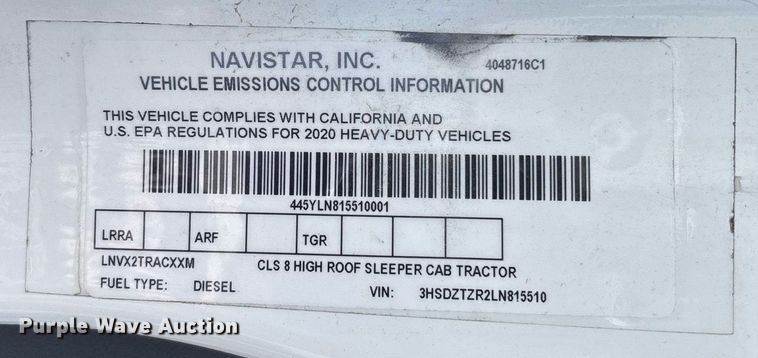 NAVISTAR, INC. 4048716C1
VEHICLE EMISSIONS CONTROL INFORMATION
THIS VEHICLE COMPLIES WITH CALIFORNIA AND
U.S. EPA REGULATIONS FOR 2020 HEAVY-DUTY VEHICLES
445YLN815510001
LRRA ARF TGR
LNVX2TRACXXM CLS 8 HIGH ROOF SLEEPER CAB TRACTOR
FUEL TYPE: DIESEL VIN: 3HSDZTZR2LN815510
Purple Wave Auction